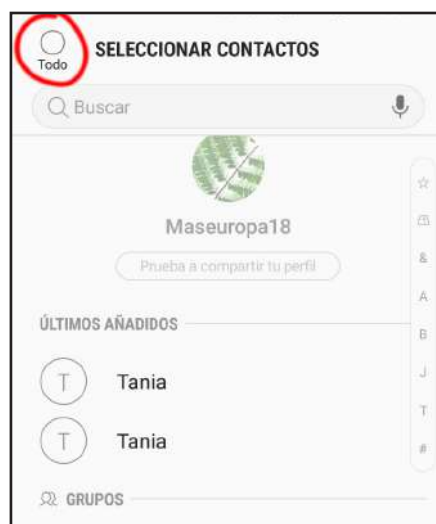 SELECCIONAR CONTACTOS
Todo
Buscar
Maseuropa18
Prueba a compartir tu perfil
ÚLTIMOS AÑADIDOS
T Tania
T Tania
GRUPOS
&
A
B
J
T
#